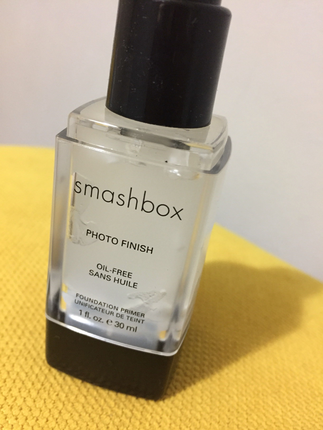 smashbox
PHOTO FINISH
OIL-FREE
SANS HUILE
FOUNDATION PRIMER
UNIFICATEUR DE TEINT
1 fl. oz. e 30 ml